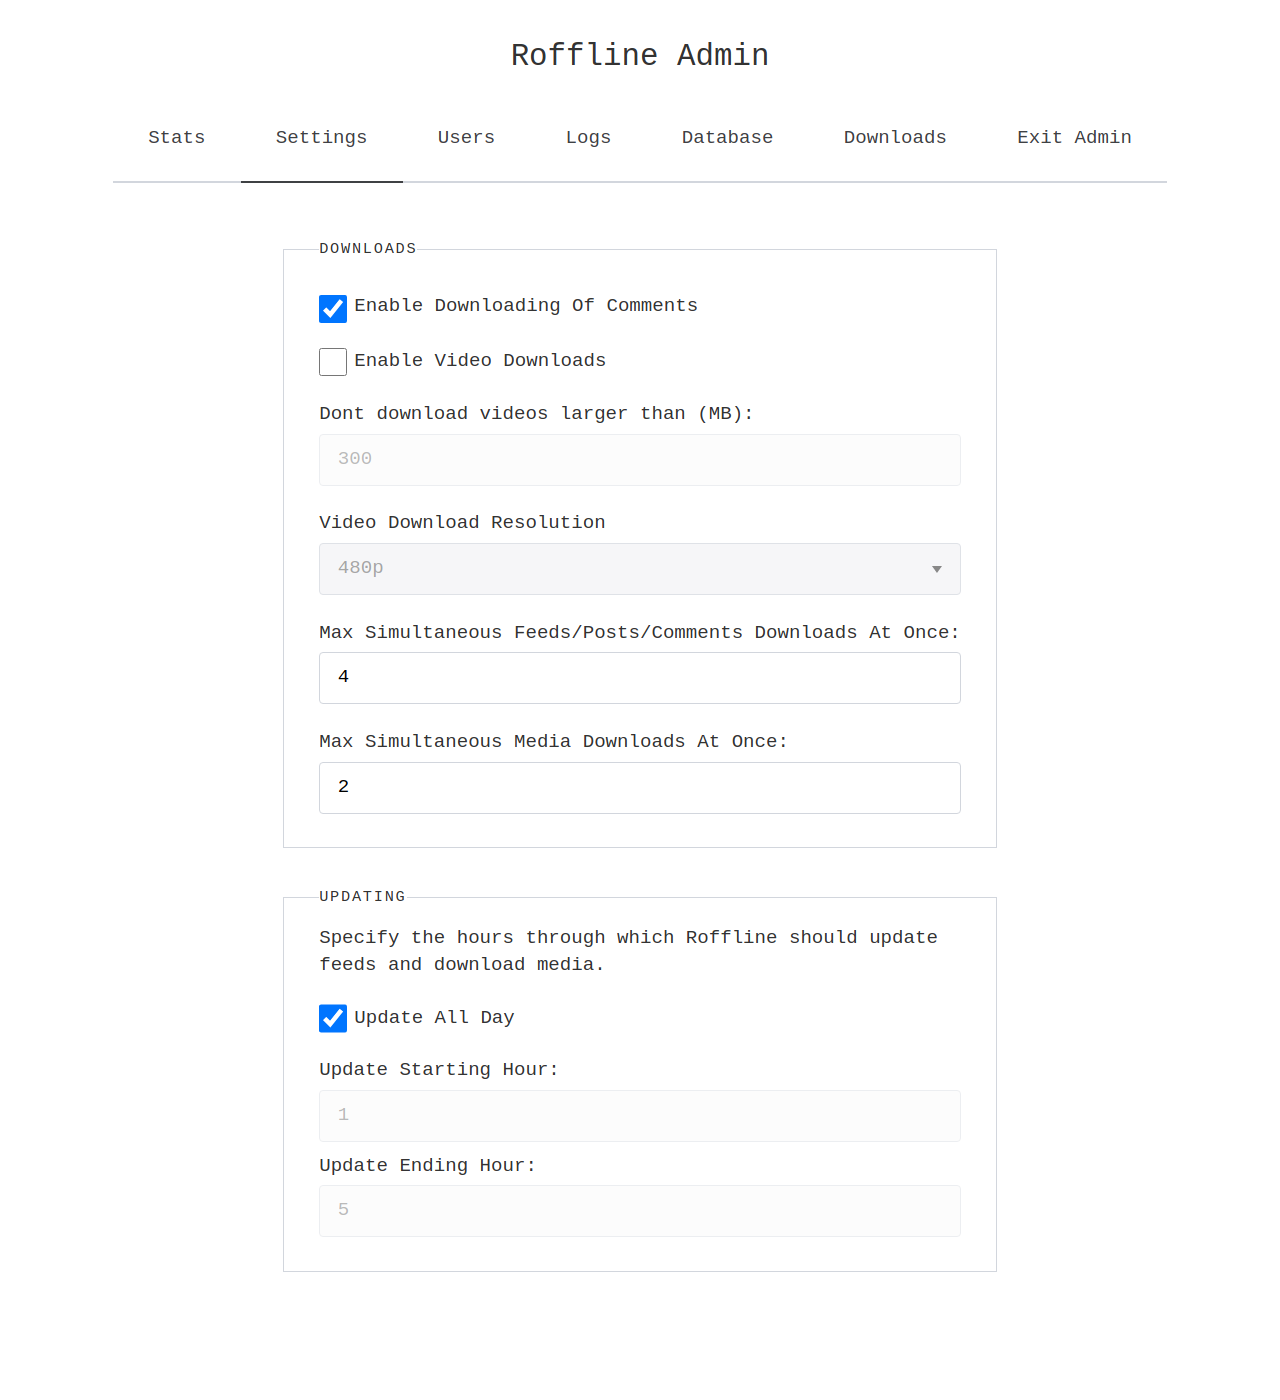 Roffline Admin
Stats Settings Users Logs Database Downloads Exit Admin
DOWNLOADS
Enable Downloading Of Comments
Enable Video Downloads
Dont download videos larger than (MB):
300
Video Download Resolution
480p
Max Simultaneous Feeds/Posts/Comments Downloads At Once:
4
Max Simultaneous Media Downloads At Once:
2
UPDATING
Specify the hours through which Roffline should update
feeds and download media.
Update All Day
Update Starting Hour:
1
Update Ending Hour:
5